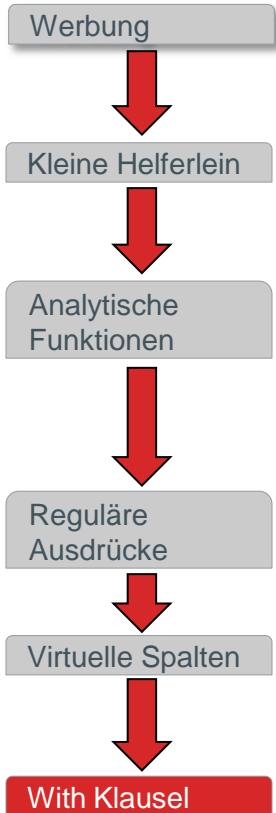 Werbung
Kleine Helferlein
Analytische
Funktionen
Reguläre
Ausdrücke
Virtuelle Spalten
With Klausel